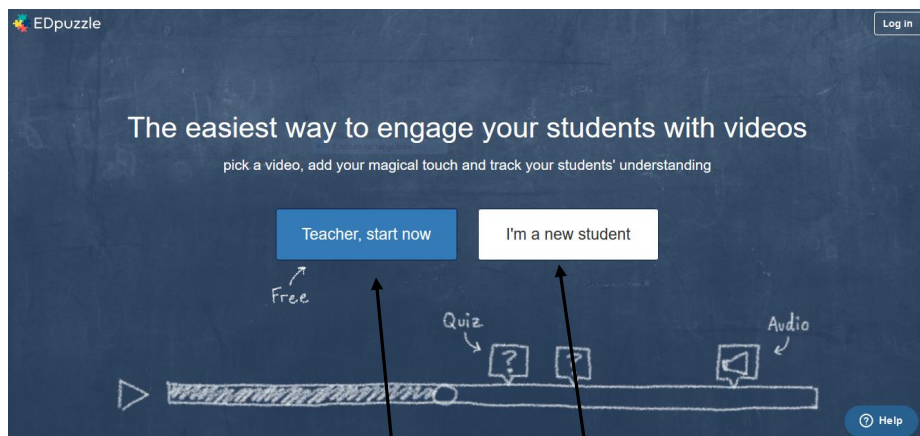 EDpuzzle
Log in
The easiest way to engage your students with videos
pick a video, add your magical touch and track your students' understanding
Teacher, start now
I'm a new student
Free
Quiz
Audio
?
?
Help